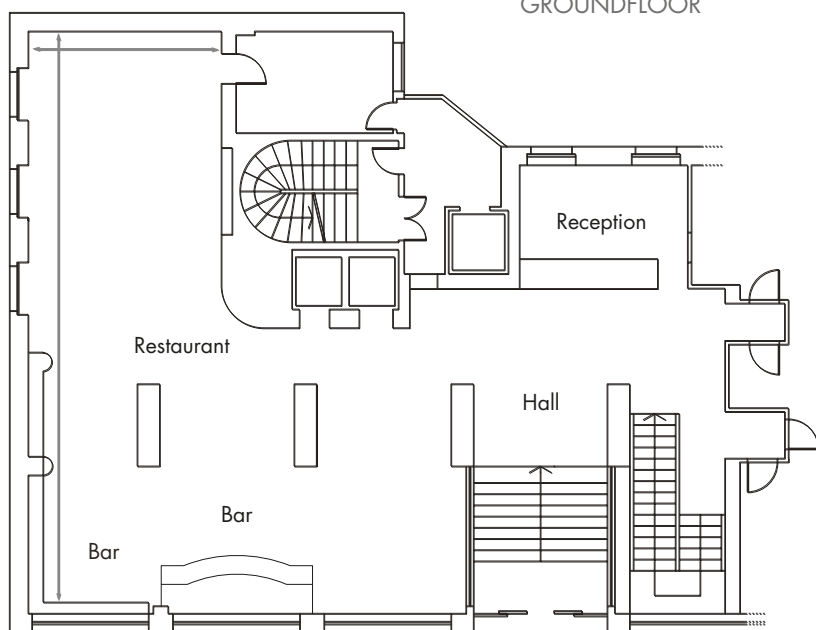 GROUNDFLOOR
Reception
Restaurant
Hall
Bar
Bar